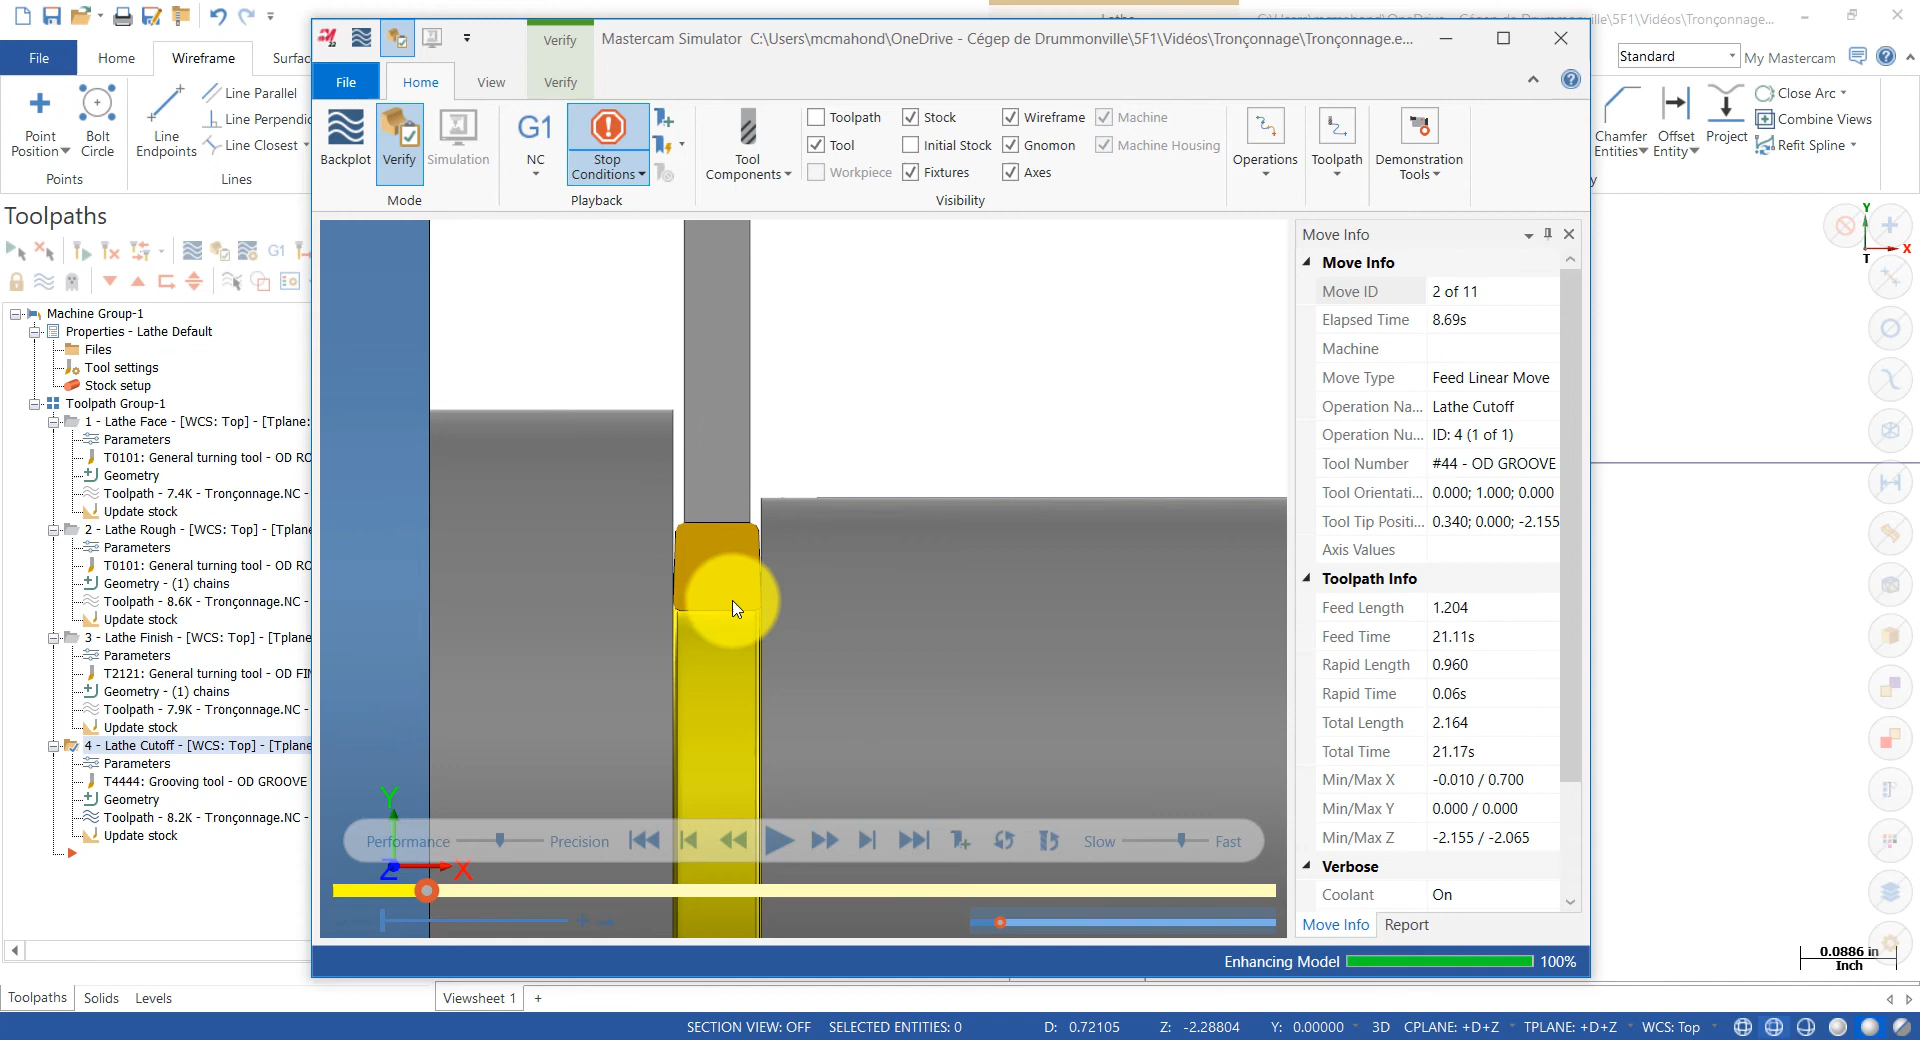 Lathe
C:\Users\mcmahond\OneDrive - Cégep de Drummondville\5F1\Vidéos\Tronçonnage...
File
Home
Wireframe
Surfac
Standard
My Mastercam
Point
Position
Bolt
Circle
Line
Endpoints
Line Parallel
Line Perpendic
Line Closest
Points
Lines
Chamfer
Entities
Offset
Entity
Project
Close Arc
Combine Views
Refit Spline
Verify
Mastercam Simulator C:\Users\mcmahond\OneDrive - Cégep de Drummonville\5F1\Vidéos\Tronçonnage\Tronçonnage.e...
File
Home
View
Verify
Backplot
Verify
Simulation
Mode
G1
NC
Stop
Conditions
Playback
Tool
Components
Toolpath
Tool
Workpiece
Stock
Initial Stock
Fixtures
Wireframe
Gnomon
Axes
Machine
Machine Housing
Visibility
Operations
Toolpath
Demonstration
Tools
Toolpaths
G1
Machine Group-1
Properties - Lathe Default
Files
Tool settings
Stock setup
Toolpath Group-1
1 - Lathe Face - [WCS: Top] - [Tplane:
Parameters
T0101: General turning tool - OD RO
Geometry
Toolpath - 7.4K - Tronçonnage.NC -
Update stock
2 - Lathe Rough - [WCS: Top] - [Tplane
Parameters
T0101: General turning tool - OD RO
Geometry - (1) chains
Toolpath - 8.6K - Tronçonnage.NC -
Update stock
3 - Lathe Finish - [WCS: Top] - [Tplane
Parameters
T2121: General turning tool - OD FIN
Geometry - (1) chains
Toolpath - 7.9K - Tronçonnage.NC -
Update stock
4 - Lathe Cutoff - [WCS: Top] - [Tplane
Parameters
T4444: Grooving tool - OD GROOVE
Geometry
Toolpath - 8.2K - Tronçonnage.NC -
Update stock
Y
X
Z
Performance
Precision
Slow
Fast
Move Info
Move Info
Move ID 2 of 11
Elapsed Time 8.69s
Machine
Move Type Feed Linear Move
Operation Na... Lathe Cutoff
Operation Nu... ID: 4 (1 of 1)
Tool Number #44 - OD GROOVE
Tool Orientati... 0.000; 1.000; 0.000
Tool Tip Positi... 0.340; 0.000; -2.155
Axis Values
Toolpath Info
Feed Length 1.204
Feed Time 21.11s
Rapid Length 0.960
Rapid Time 0.06s
Total Length 2.164
Total Time 21.17s
Min/Max X -0.010 / 0.700
Min/Max Y 0.000 / 0.000
Min/Max Z -2.155 / -2.065
Verbose
Coolant On
Move Info
Report
Enhancing Model 100%
Y
X
T
0.0886 in
Inch
Toolpaths
Solids
Levels
Viewsheet 1
+
SECTION VIEW: OFF SELECTED ENTITIES: 0 D: 0.72105 Z: -2.28804 Y: 0.00000 3D CPLANE: +D+Z TPLANE: +D+Z WCS: Top